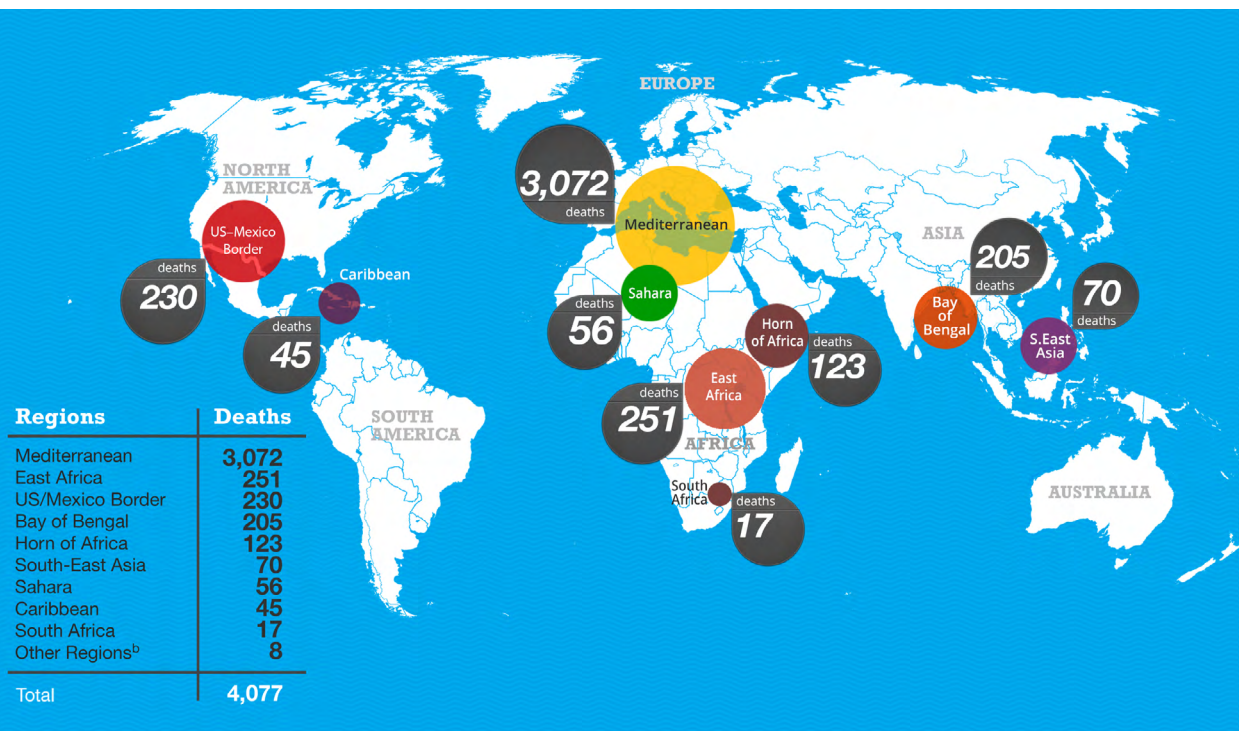 EUROPE
NORTH
AMERICA
3,072
deaths
Mediterranean
US–Mexico
Border
ASIA
205
deaths
deaths
230
Caribbean
deaths
45
Sahara
deaths
56
Horn
of Africa
deaths
123
Bay
of
Bengal
70
deaths
S.East
Asia
East
Africa
deaths
251
AFRICA
SOUTH
AMERICA
South
Africa
deaths
17
AUSTRALIA
Regions Deaths
Mediterranean 3,072
East Africa 251
US/Mexico Border 230
Bay of Bengal 205
Horn of Africa 123
South-East Asia 70
Sahara 56
Caribbean 45
South Africa 17
Other Regionsᵇ 8
Total 4,077